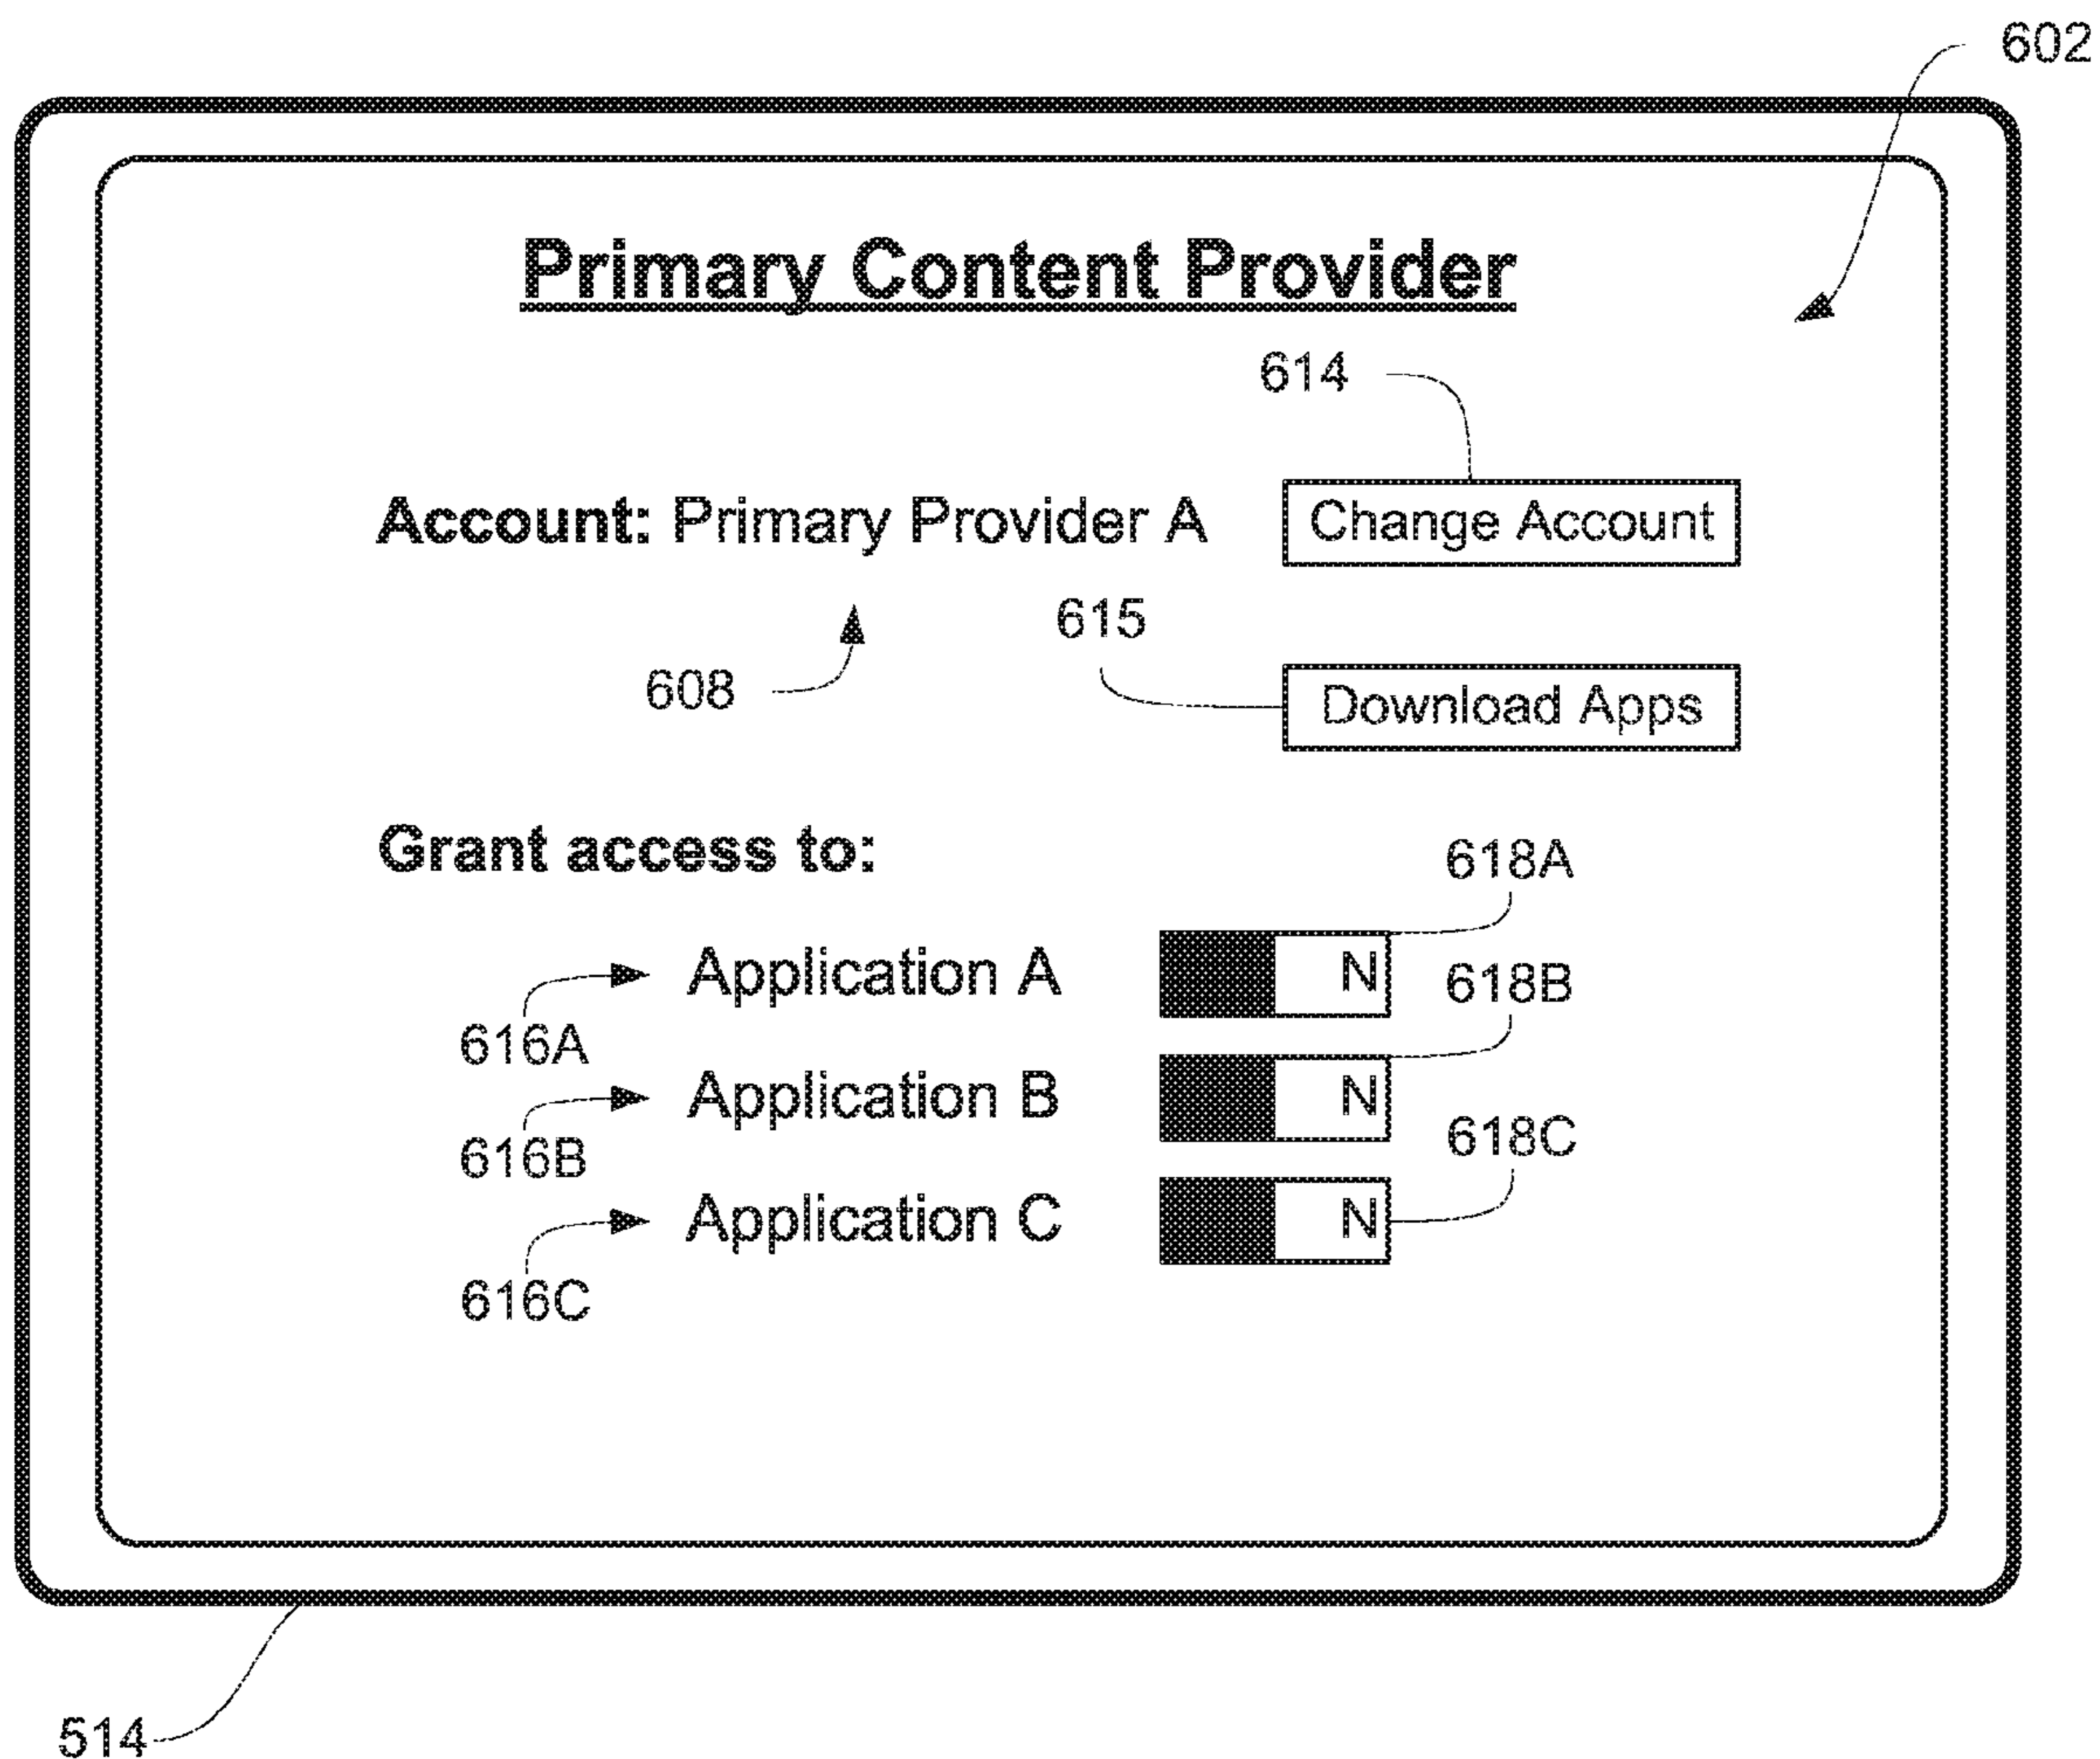 602
Primary Content Provider
614
Account: Primary Provider A
Change Account
615
608
Download Apps
Grant access to:
618A
Application A
N
618B
616A
Application B
N
618C
616B
Application C
N
616C
514